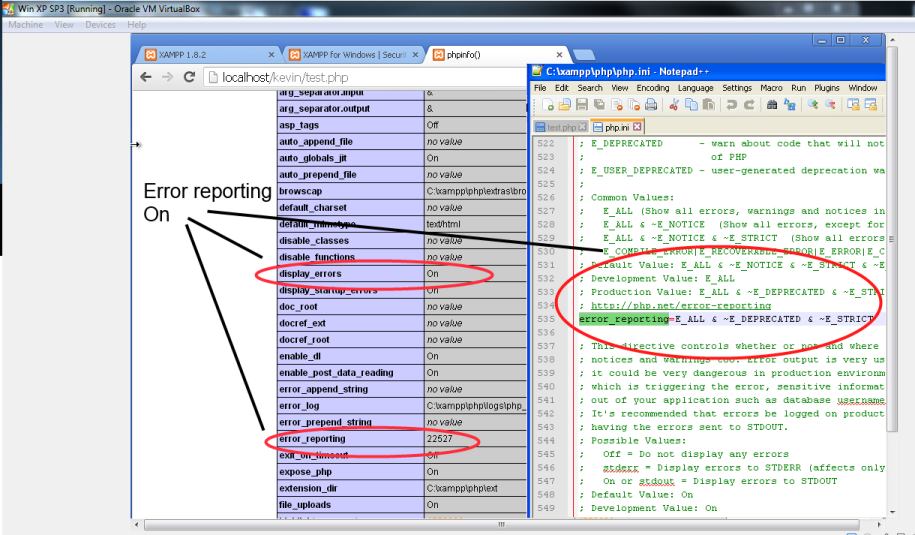 Win XP SP3 [Running] - Oracle VM VirtualBox
Machine View Devices Help
XAMPP 1.8.2
XAMPP for Windows | Securit
phpinfo()
localhost/kevin/test.php
arg_separator.input &
arg_separator.output &
asp_tags Off
auto_append_file no value
auto_globals_jit On
auto_prepend_file no value
browscap C:\xampp\php\extras\bro
default_charset no value
default_mimetype text/html
disable_classes no value
disable_functions no value
display_errors On
display_startup_errors On
doc_root no value
docref_ext no value
docref_root no value
enable_dl On
enable_post_data_reading On
error_append_string no value
error_log C:\xampp\php\logs\php_
error_prepend_string no value
error_reporting 22527
exit_on_timeout Off
expose_php On
extension_dir C:\xampp\php\ext
file_uploads On
Error reporting
On
C:\xampp\php\php.ini - Notepad++
File Edit Search View Encoding Language Settings Macro Run Plugins Window
test.php
php.ini
522 ; E_DEPRECATED - warn about code that will not
523 ; of PHP
524 ; E_USER_DEPRECATED - user-generated deprecation wa
525 ;
526 ; Common Values:
527 ; E_ALL (Show all errors, warnings and notices in
528 ; E_ALL & ~E_NOTICE (Show all errors, except for
529 ; E_ALL & ~E_NOTICE & ~E_STRICT (Show all errors
530 ; E_COMPILE_ERROR|E_RECOVERABLE_ERROR|E_ERROR|E_C
531 ; Default Value: E_ALL & ~E_NOTICE & ~E_STRICT & ~E
532 ; Development Value: E_ALL
533 ; Production Value: E_ALL & ~E_DEPRECATED & ~E_STRI
534 ; http://php.net/error-reporting
535 error_reporting=E_ALL & ~E_DEPRECATED & ~E_STRICT
536
537 ; This directive controls whether or not and where
538 ; notices and warnings too. Error output is very us
539 ; it could be very dangerous in production environm
540 ; which is triggering the error, sensitive informat
541 ; out of your application such as database username
542 ; It's recommended that errors be logged on product
543 ; having the errors sent to STDOUT.
544 ; Possible Values:
545 ; Off = Do not display any errors
546 ; stderr = Display errors to STDERR (affects only
547 ; On or stdout = Display errors to STDOUT
548 ; Default Value: On
549 ; Development Value: On